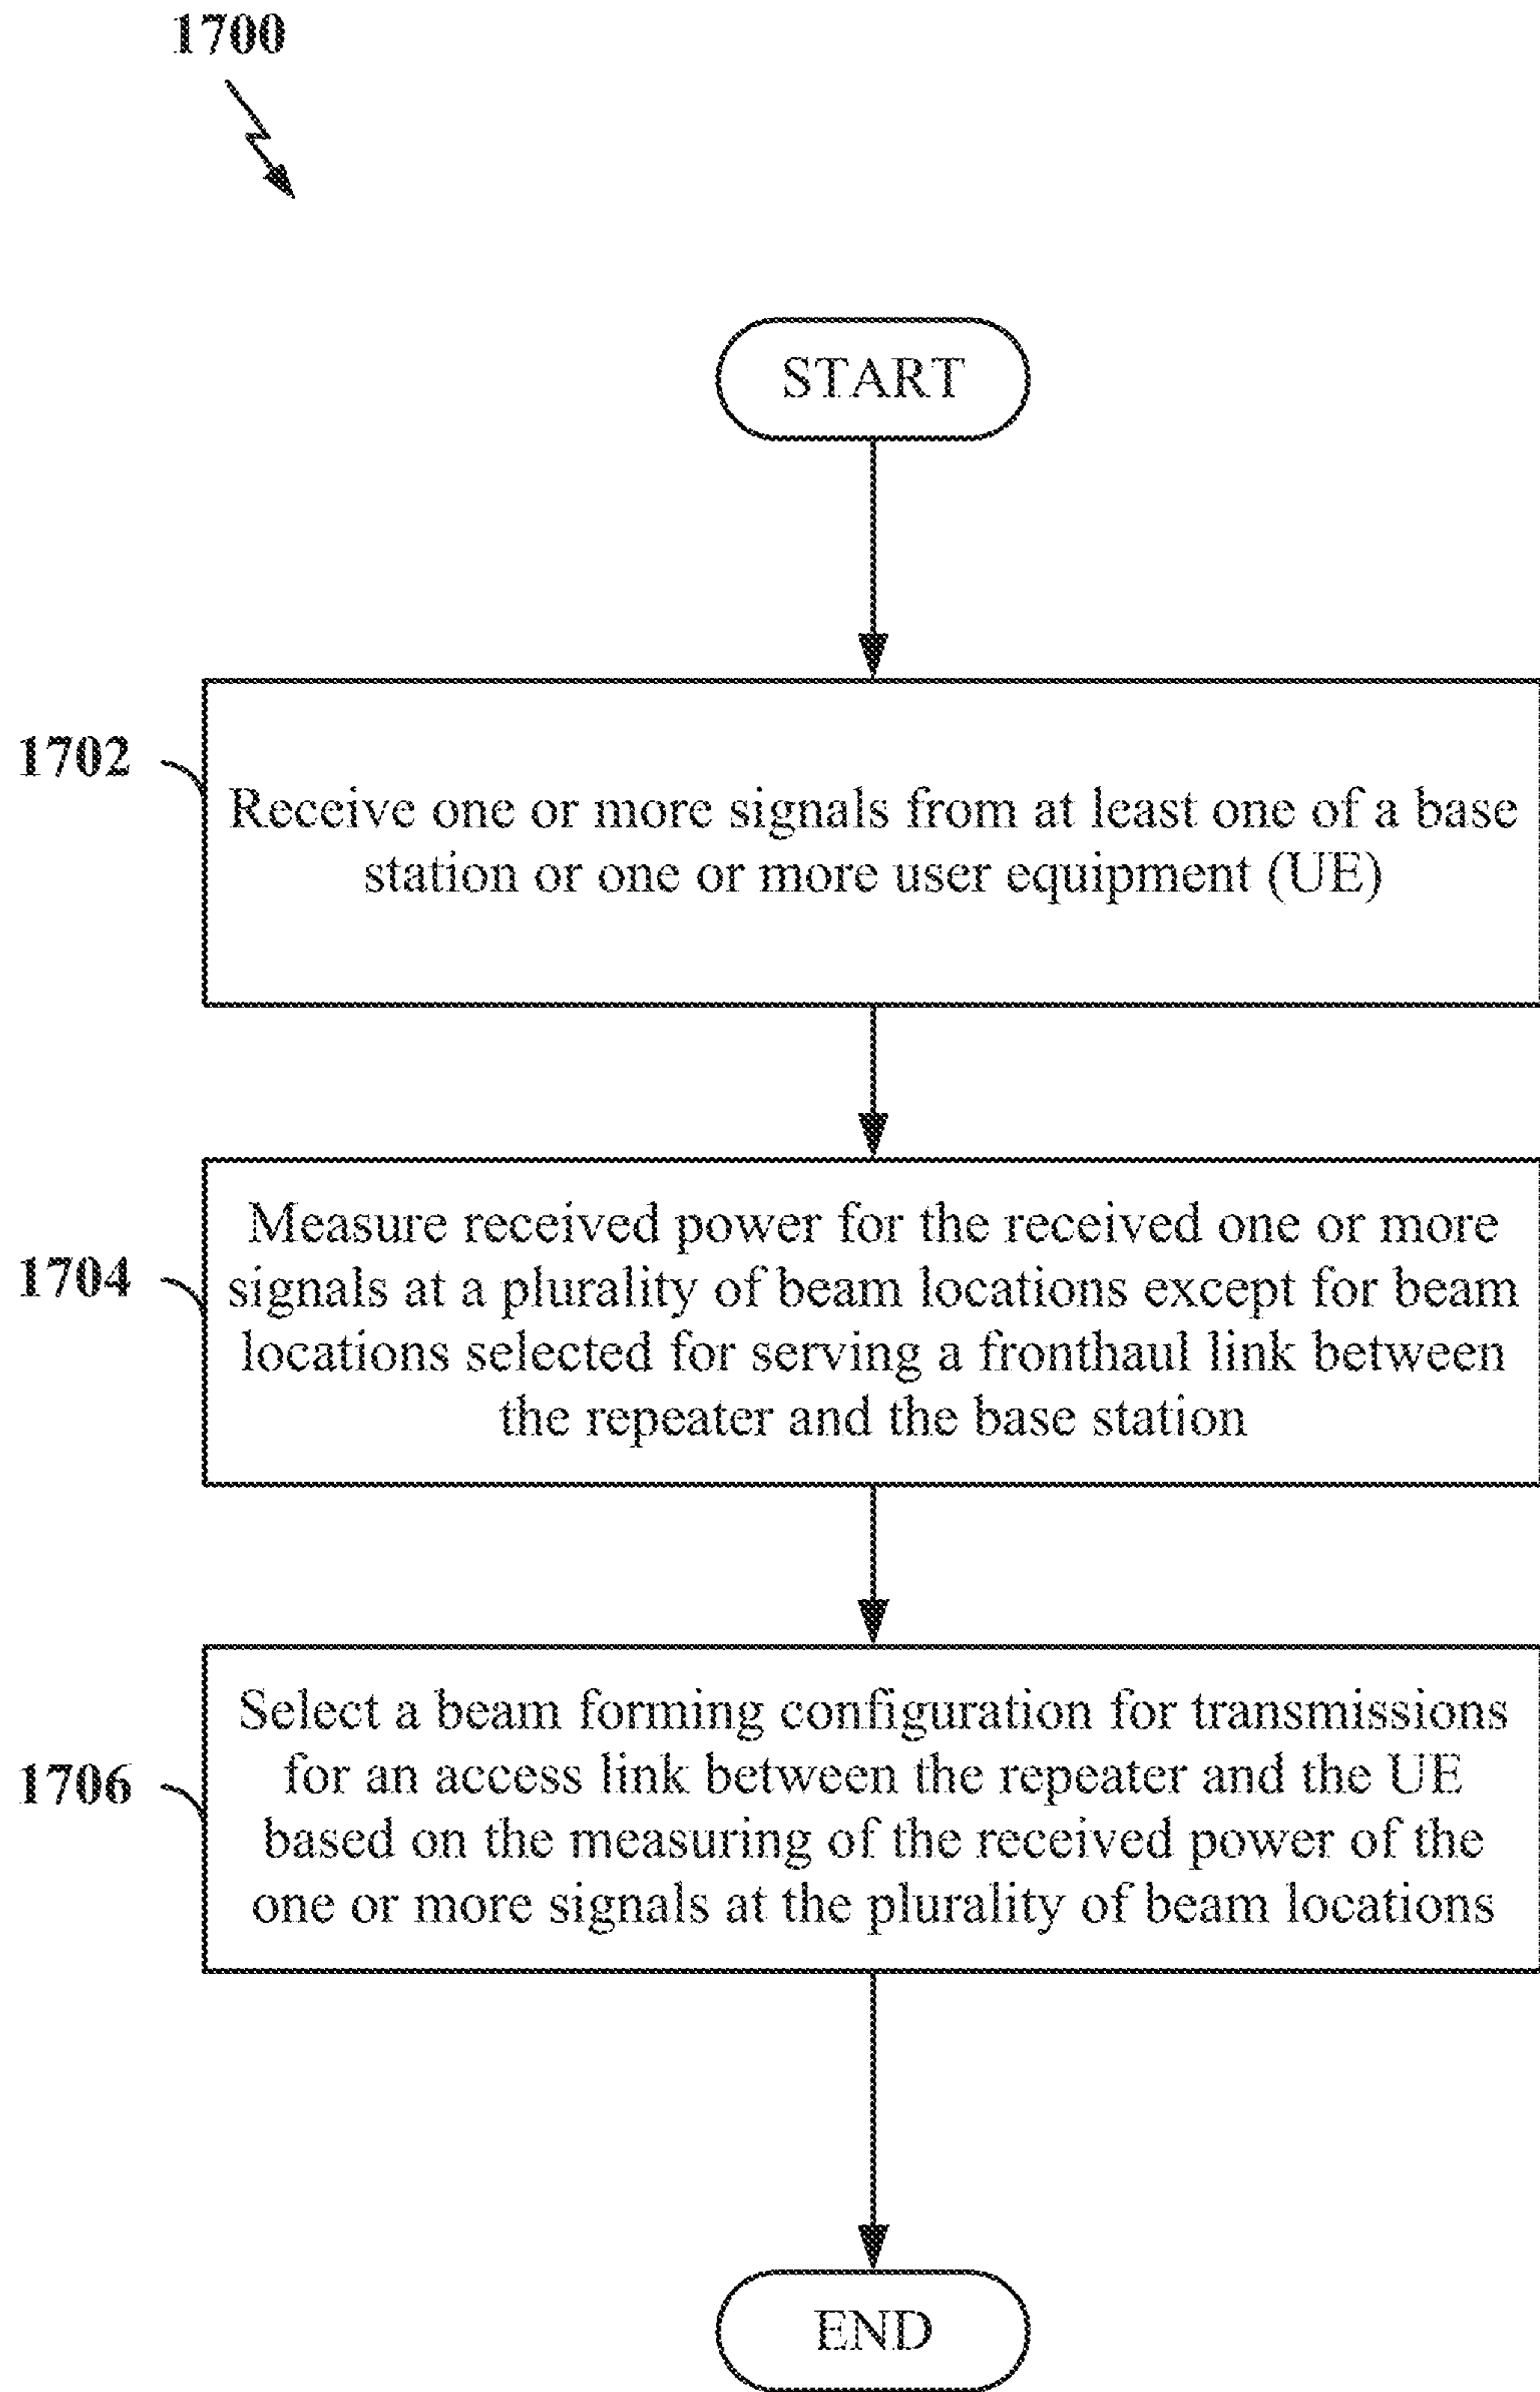 1700
START
1702
Receive one or more signals from at least one of a base
station or one or more user equipment (UE)
1704
Measure received power for the received one or more
signals at a plurality of beam locations except for beam
locations selected for serving a fronthaul link between
the repeater and the base station
1706
Select a beam forming configuration for transmissions
for an access link between the repeater and the UE
based on the measuring of the received power of the
one or more signals at the plurality of beam locations
END